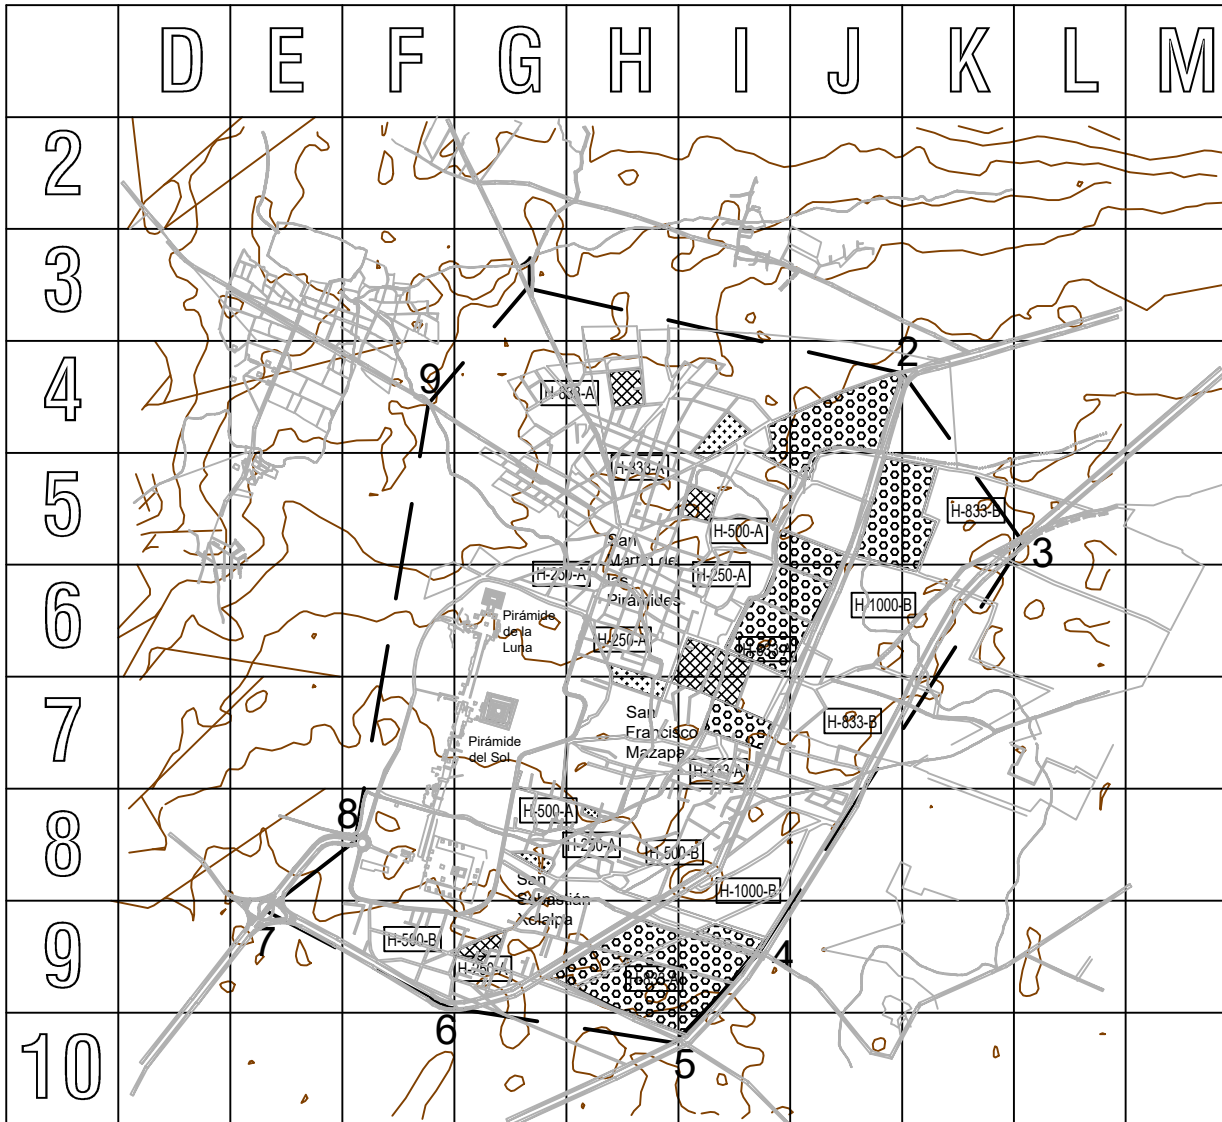 D E F G H I J K L M
2
3
1
4
2
9
H-833-A
5
H-833-A
H-833-B
H-500-A
San
Martín de
las
Pirámides
3
6
H-250-A
H-250-A
H-1000-B
Pirámide
de la
Luna
H-250-A
H-833-A
7
San
Francisco
Mazapa
H-833-B
Pirámide
del Sol
H-833-A
8
8
H-500-A
H-250-A
H-500-B
H-1000-B
San
Sebastián
Xolalpa
9
7
H-500-B
H-250-A
4
10
6
5